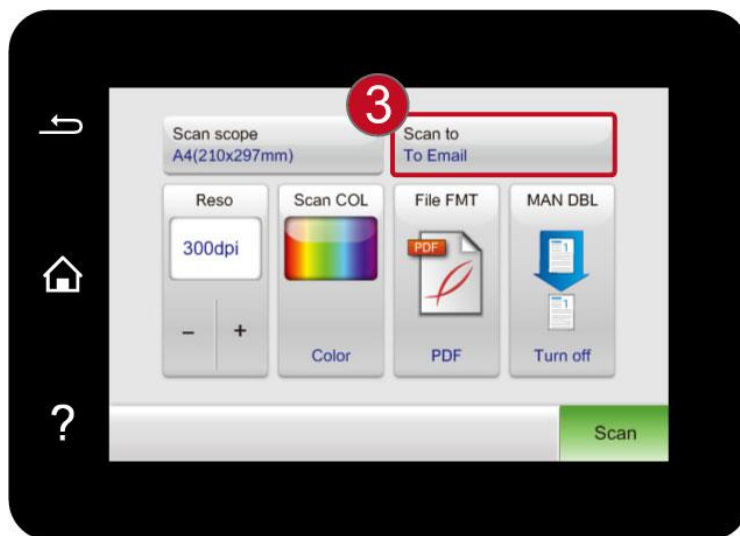 3
Scan scope
A4(210x297mm)
Scan to
To Email
Reso
300dpi
- +
Scan COL
Color
File FMT
PDF
PDF
MAN DBL
1
1
Turn off
?
Scan